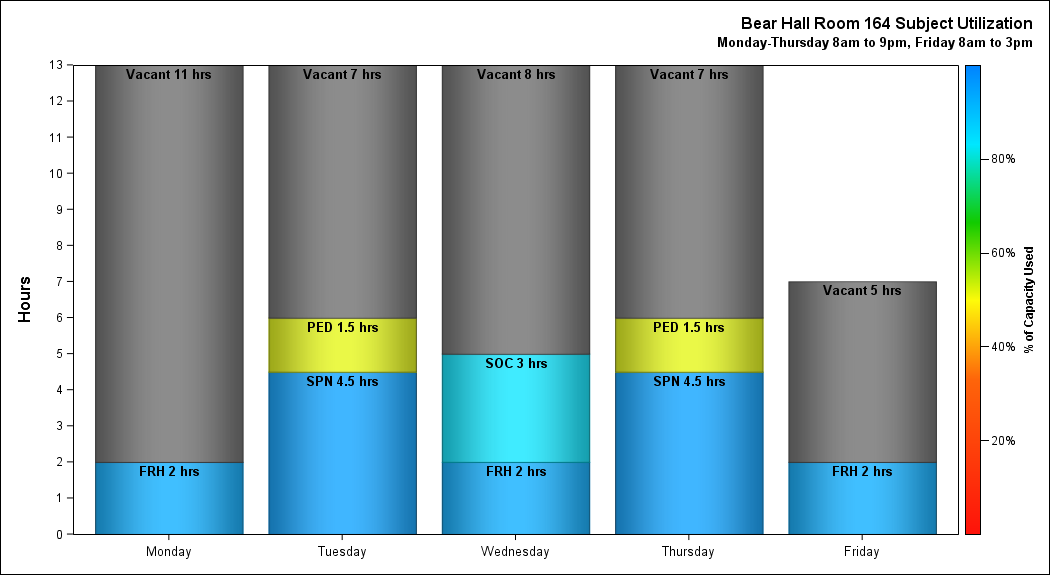 Bear Hall Room 164 Subject Utilization
Monday-Thursday 8am to 9pm, Friday 8am to 3pm
Hours
13
12
11
10
9
8
7
6
5
4
3
2
1
0
Vacant 11 hrs
FRH 2 hrs
Vacant 7 hrs
PED 1.5 hrs
SPN 4.5 hrs
Vacant 8 hrs
SOC 3 hrs
FRH 2 hrs
Vacant 7 hrs
PED 1.5 hrs
SPN 4.5 hrs
Vacant 5 hrs
FRH 2 hrs
Monday
Tuesday
Wednesday
Thursday
Friday
80%
60%
40%
20%
% of Capacity Used